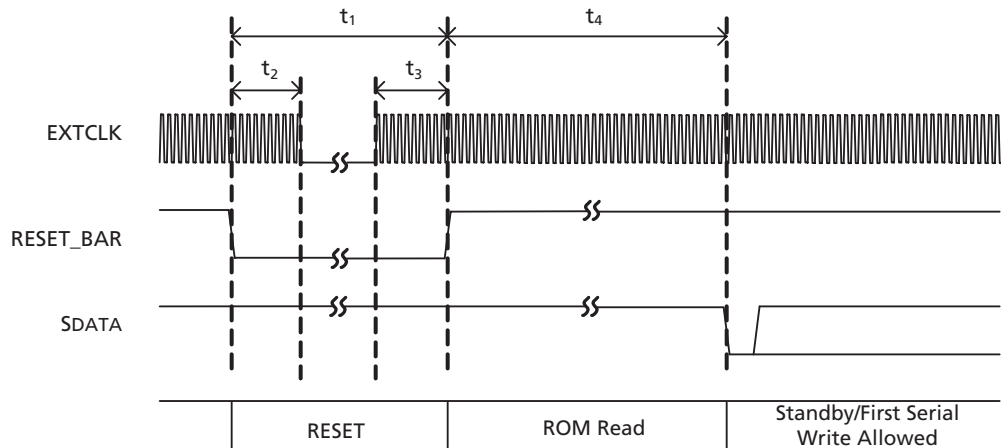 t₁
t₄
t₂
t₃
EXTCLK
RESET_BAR
SDATA
RESET
ROM Read
Standby/First Serial
Write Allowed